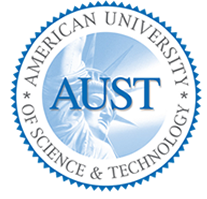 AMERICAN UNIVERSITY
OF SCIENCE & TECHNOLOGY
AUST